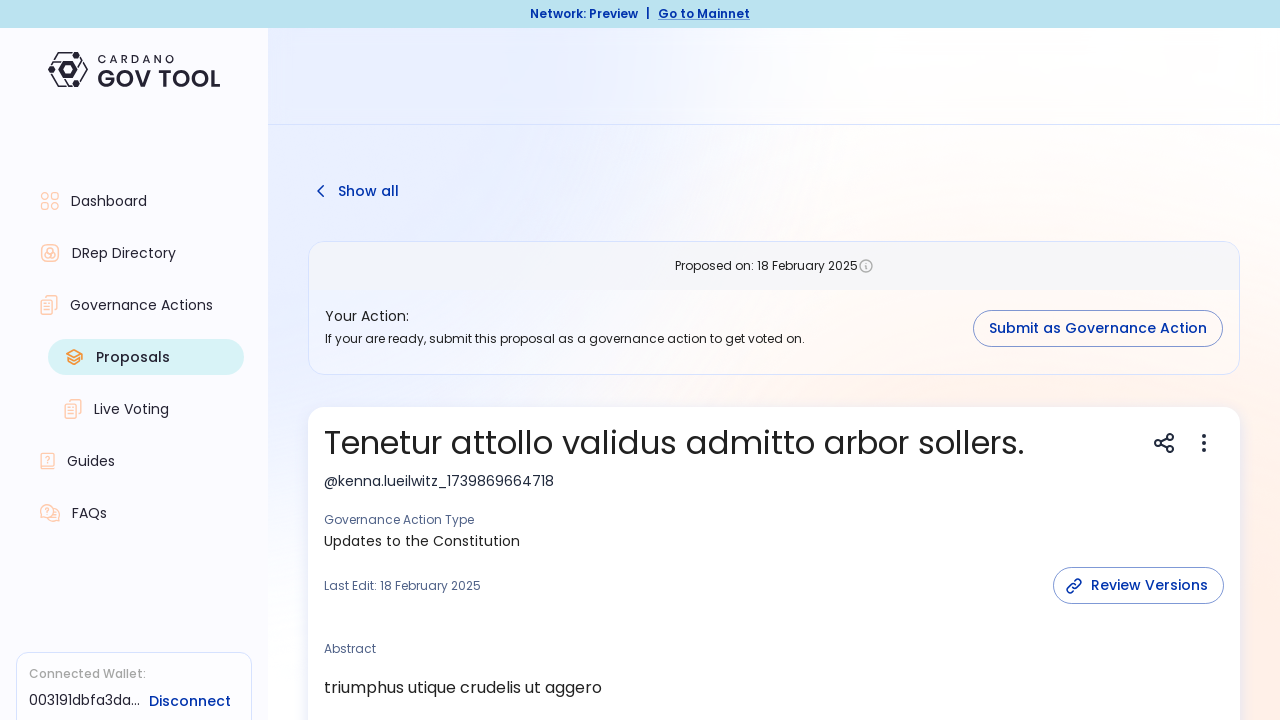 Network: Preview | Go to Mainnet
CARDANO
GOV TOOL
Dashboard
DRep Directory
Governance Actions
Proposals
Live Voting
Guides
FAQs
Connected Wallet:
003191dbfa3da... Disconnect
Show all
Proposed on: 18 February 2025
Your Action:
If your are ready, submit this proposal as a governance action to get voted on.
Submit as Governance Action
Tenetur attollo validus admitto arbor sollers.
@kenna.lueilwitz_1739869664718
Governance Action Type
Updates to the Constitution
Last Edit: 18 February 2025
Review Versions
Abstract
triumphus utique crudelis ut aggero